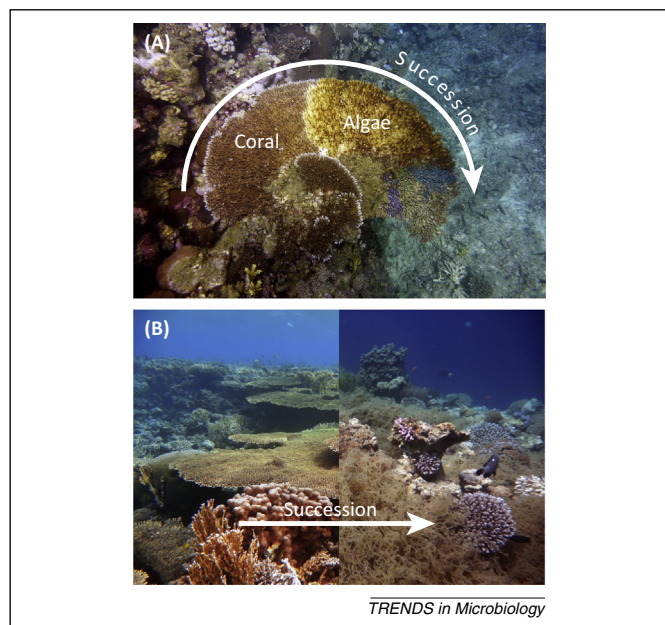 (A)
Succession
Coral
Algae
(B)
Succession
TRENDS in Microbiology